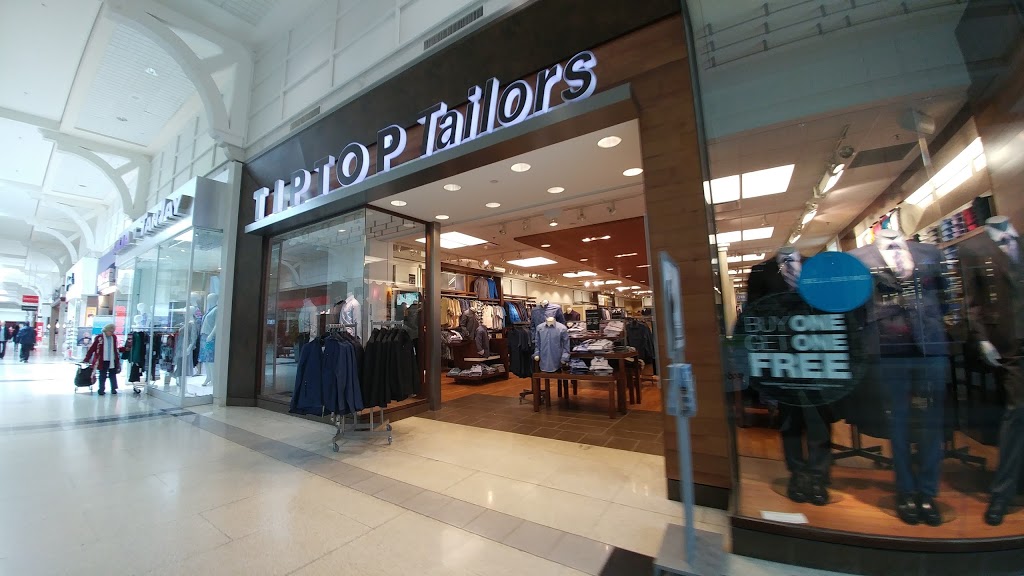 TIP TOP Tailors
BUY ONE
GET ONE
FREE